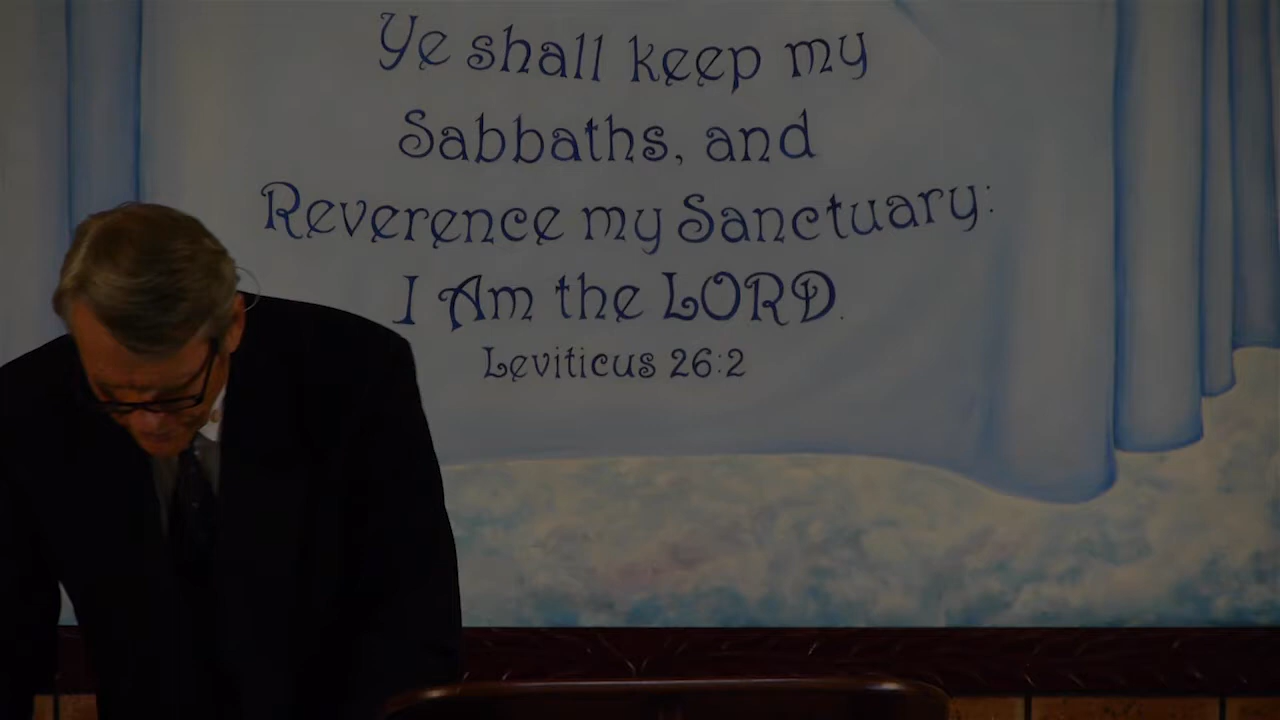 Ye shall keep my
Sabbaths, and
Reverence my Sanctuary:
I Am the LORD.
Leviticus 26:2